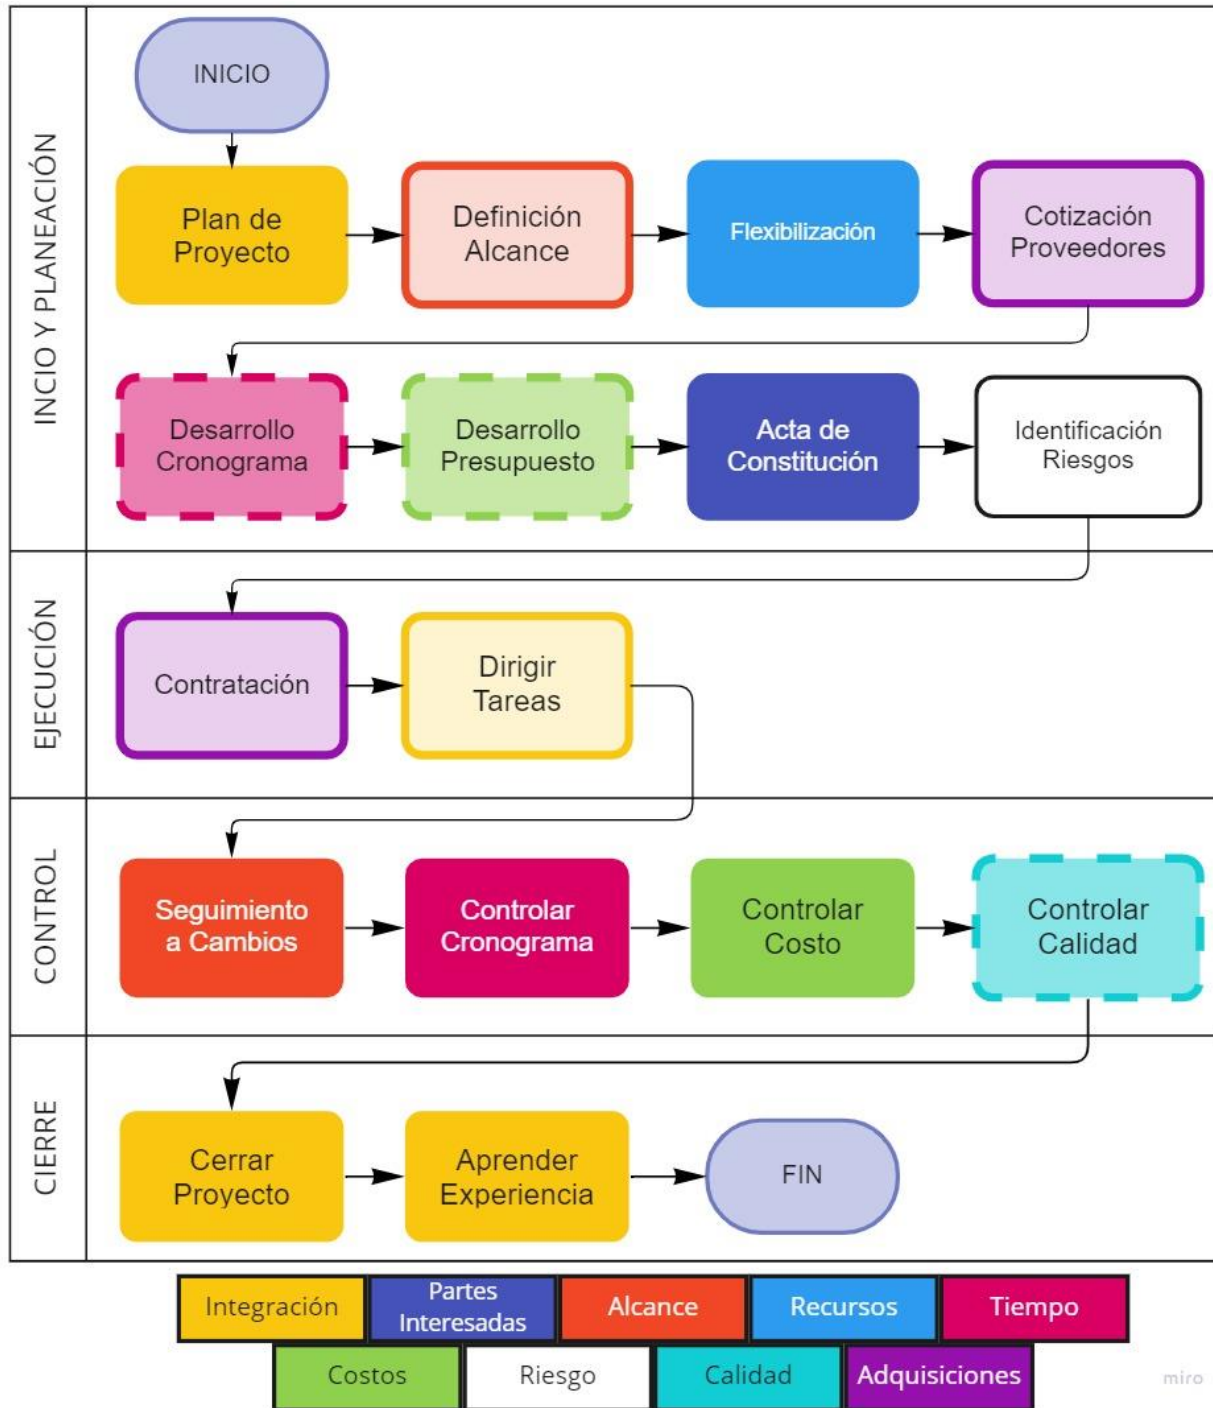 INCIO Y PLANEACIÓN
INICIO
Plan de
Proyecto
Definición
Alcance
Flexibilización
Cotización
Proveedores
Desarrollo
Cronograma
Desarrollo
Presupuesto
Acta de
Constitución
Identificación
Riesgos
EJECUCIÓN
Contratación
Dirigir
Tareas
CONTROL
Seguimiento
a Cambios
Controlar
Cronograma
Controlar
Costo
Controlar
Calidad
CIERRE
Cerrar
Proyecto
Aprender
Experiencia
FIN
Integración
Partes
Interesadas
Alcance
Recursos
Tiempo
Costos
Riesgo
Calidad
Adquisiciones
miro